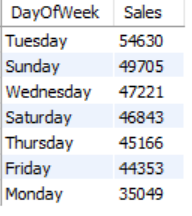 DayOfWeek Sales
Tuesday 54630
Sunday 49705
Wednesday 47221
Saturday 46843
Thursday 45166
Friday 44353
Monday 35049